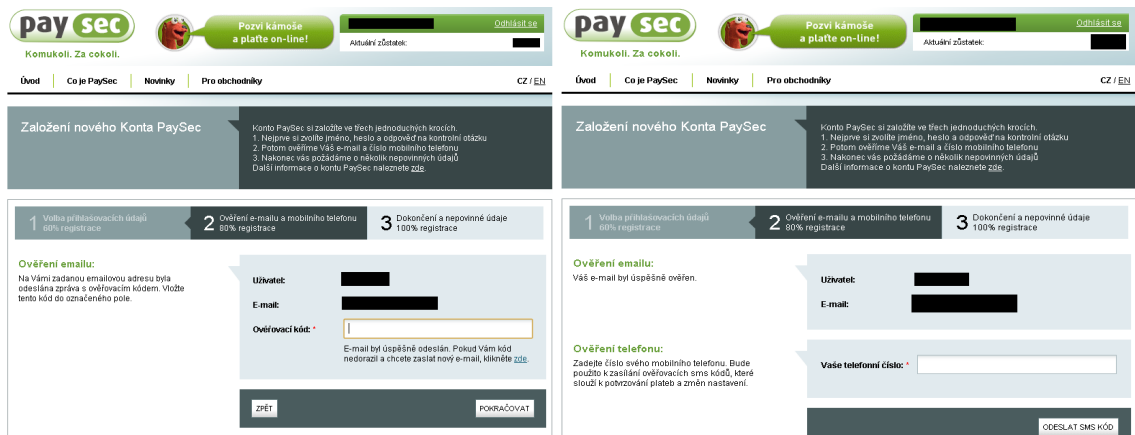 pay sec
Komukoli. Za cokoli.
Pozvi kámoše
a plaťte on-line!
Odhlásit se
Aktuální zůstatek:
Úvod
Co je PaySec
Novinky
Pro obchodníky
CZ / EN
Založení nového Konta PaySec
Konto PaySec si založíte ve třech jednoduchých krocích.
1. Nejprve si zvolíte jméno, heslo a odpověď na kontrolní otázku
2. Potom ověříme Váš e-mail a číslo mobilního telefonu
3. Nakonec vás požádáme o několik nepovinných údajů
Další informace o kontu PaySec naleznete zde.
1 Volba přihlašovacích údajů
60% registrace
2 Ověření e-mailu a mobilního telefonu
80% registrace
3 Dokončení a nepovinné údaje
100% registrace
Ověření emailu:
Na Vámi zadanou emailovou adresu byla
odeslána zpráva s ověřovacím kódem. Vložte
tento kód do označeného pole.
Uživatel:
E-mail:
Ověřovací kód: *
E-mail byl úspěšně odeslán. Pokud Vám kód
nedorazil a chcete zaslat nový e-mail, klikněte zde.
ZPĚT
POKRAČOVAT
pay sec
Komukoli. Za cokoli.
Pozvi kámoše
a plaťte on-line!
Odhlásit se
Aktuální zůstatek:
Úvod
Co je PaySec
Novinky
Pro obchodníky
CZ / EN
Založení nového Konta PaySec
Konto PaySec si založíte ve třech jednoduchých krocích.
1. Nejprve si zvolíte jméno, heslo a odpověď na kontrolní otázku
2. Potom ověříme Váš e-mail a číslo mobilního telefonu
3. Nakonec vás požádáme o několik nepovinných údajů
Další informace o kontu PaySec naleznete zde.
1 Volba přihlašovacích údajů
60% registrace
2 Ověření e-mailu a mobilního telefonu
80% registrace
3 Dokončení a nepovinné údaje
100% registrace
Ověření emailu:
Váš e-mail byl úspěšně ověřen.
Uživatel:
E-mail:
Ověření telefonu:
Zadejte číslo svého mobilního telefonu. Bude
použito k zasílání ověřovacích sms kódů, které
slouží k potvrzování plateb a změn nastavení.
Vaše telefonní číslo: *
ODESLAT SMS KÓD